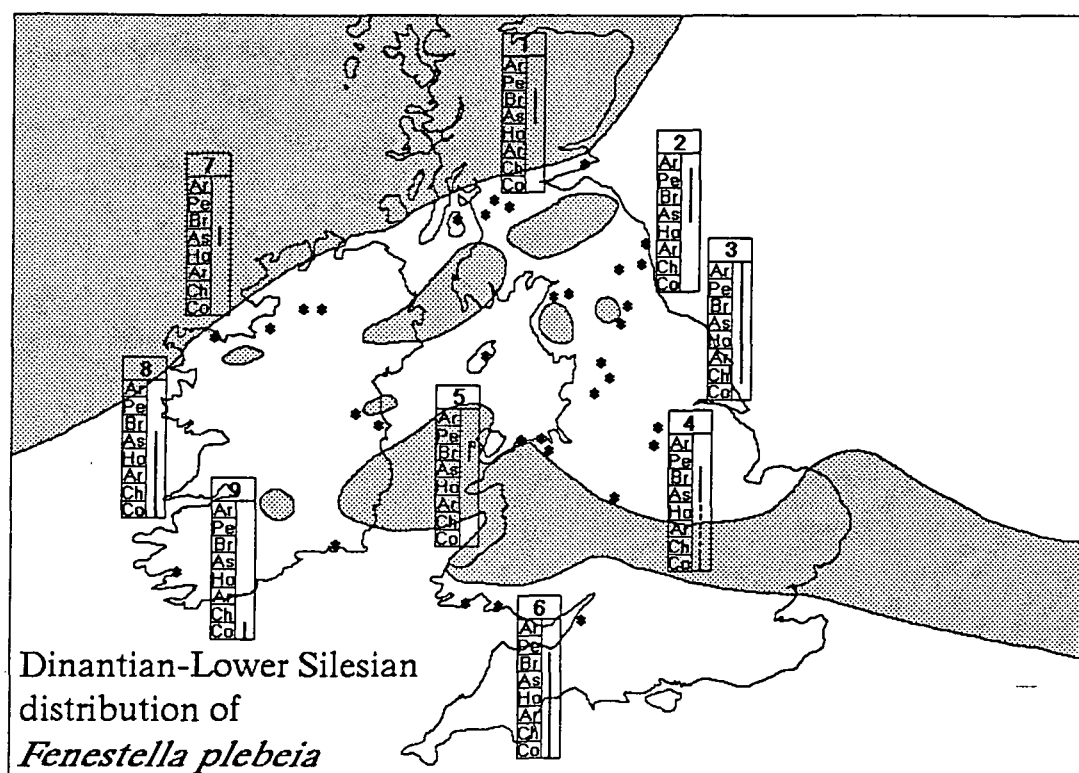 1
Ar
Pe
Br
As
Ho
Ar
Ch
Co
2
Ar
Pe
Br
As
Ho
Ar
Ch
Co
3
Ar
Pe
Br
As
Ho
Ar
Ch
Co
4
Ar
Pe
Br
As
Ho
Ar
Ch
Co
5
Ar
Pe
Br
As
Ho
Ar
Ch
Co
6
Ar
Pe
Br
As
Ho
Ar
Ch
Co
7
Ar
Pe
Br
As
Ho
Ar
Ch
Co
8
Ar
Pe
Br
As
Ho
Ar
Ch
Co
9
Ar
Pe
Br
As
Ho
Ar
Ch
Co
Dinantian-Lower Silesian
distribution of
Fenestella plebeia